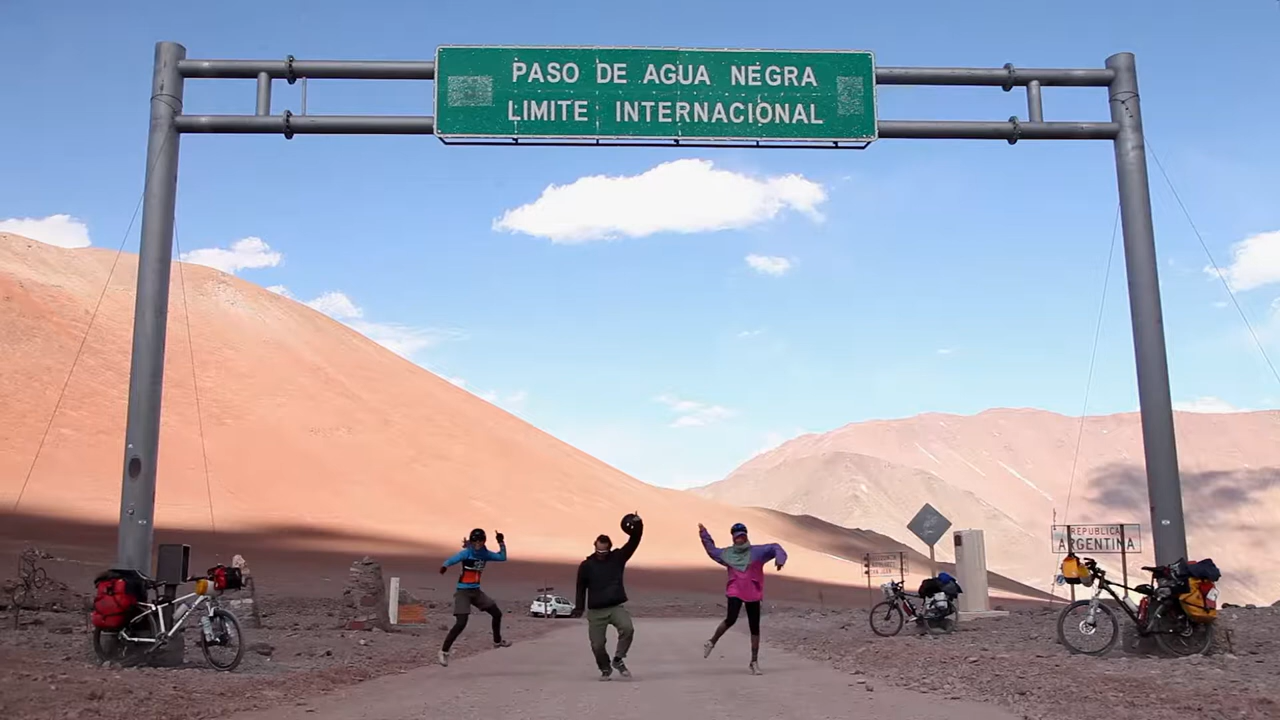 PASO DE AGUA NEGRA
LIMITE INTERNACIONAL
REPUBLICA
ARGENTINA